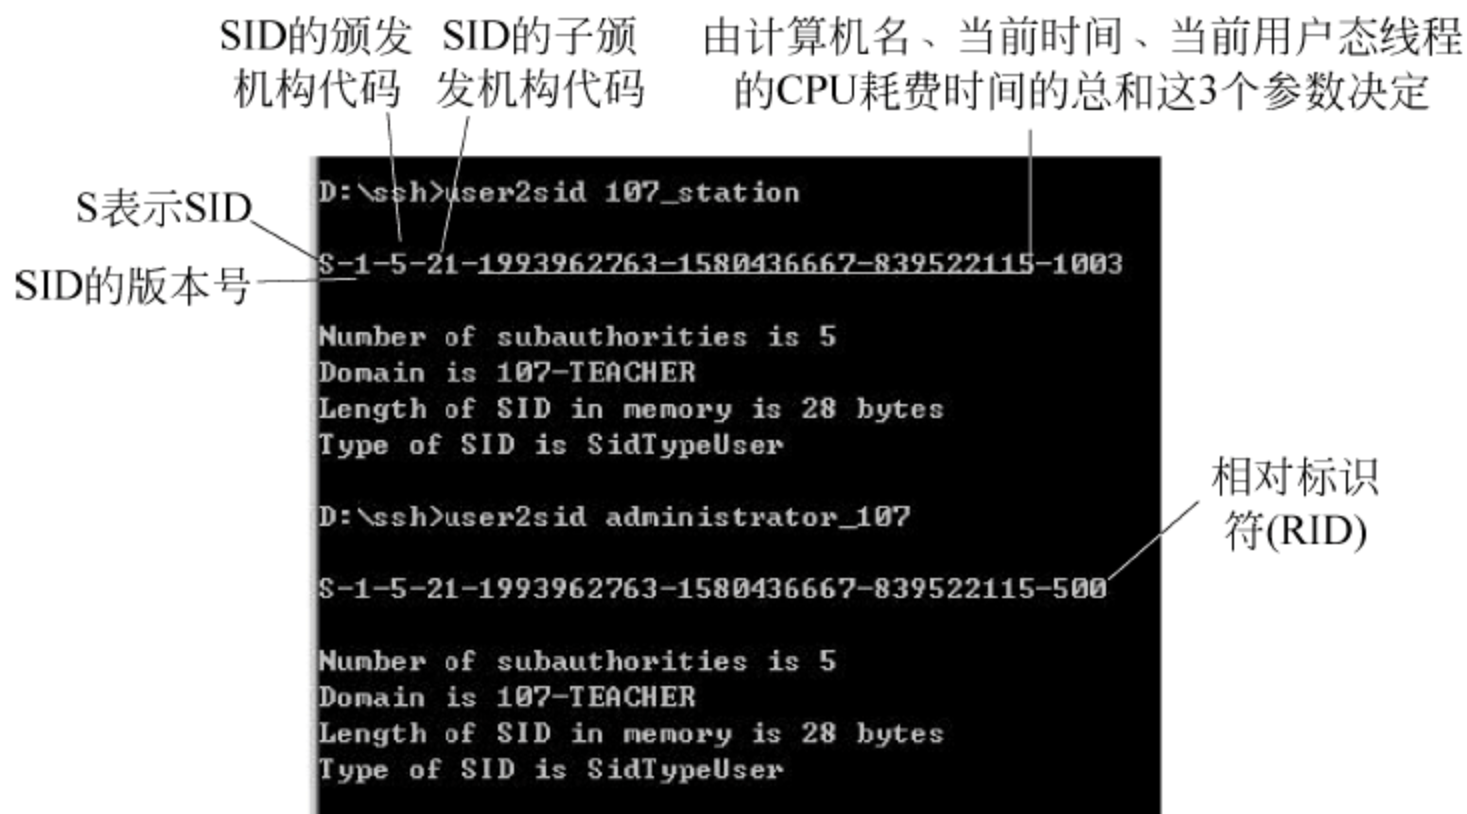 SID的颁发
机构代码
SID的子颁
发机构代码
由计算机名、当前时间、当前用户态线程
的CPU耗费时间的总和这3个参数决定
S表示SID
SID的版本号
D:\ssh>user2sid 107_station
S-1-5-21-1993962763-1580436667-839522115-1003
Number of subauthorities is 5
Domain is 107-TEACHER
Length of SID in memory is 28 bytes
Type of SID is SidTypeUser
相对标识
符(RID)
D:\ssh>user2sid administrator_107
S-1-5-21-1993962763-1580436667-839522115-500
Number of subauthorities is 5
Domain is 107-TEACHER
Length of SID in memory is 28 bytes
Type of SID is SidTypeUser